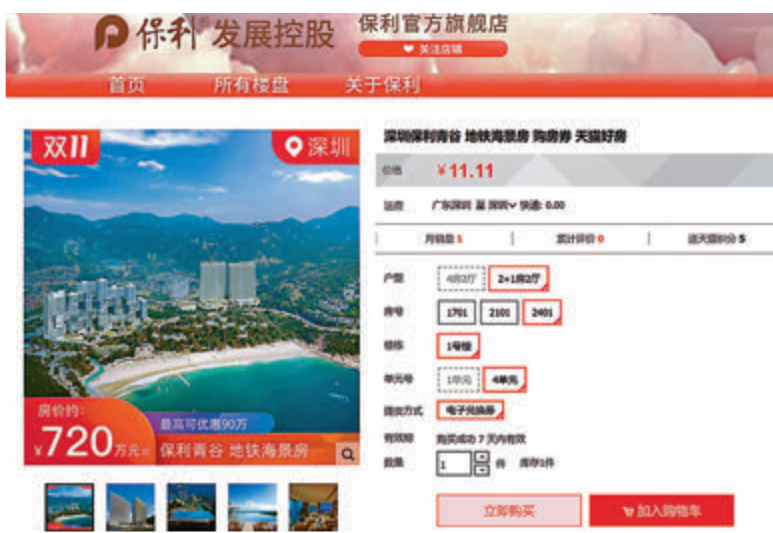 保利®发展控股
保利官方旗舰店
关注店铺
首页 所有楼盘 关于保利
双11
深圳
房价约:
¥720万元起
最高可优惠90万
保利青谷 地铁海景房
深圳保利青谷 地铁海景房 购房券 天猫好房
价格 ¥11.11
运费 广东深圳 至 深圳 快递: 0.00
月销量 1 累计评价 0 送天猫积分 5
户型 4房2厅 2+1房2厅
房号 1701 2101 2401
楼栋 1号楼
单元号 1单元 4单元
提货方式 电子兑换券
有效期 购买成功 7 天内有效
数量 1 件 库存1件
立即购买 加入购物车